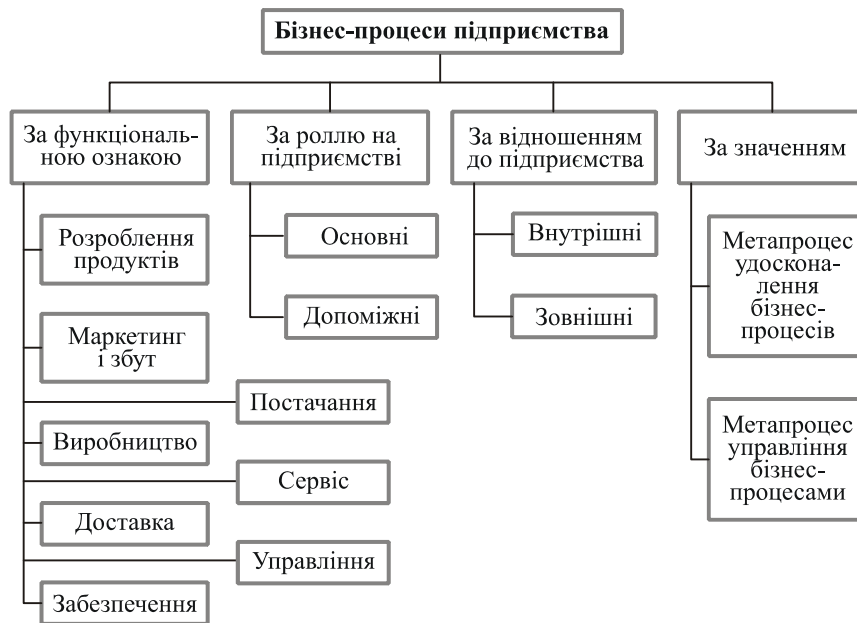 Бізнес-процеси підприємства
За функціональ-
ною ознакою
За роллю на
підприємстві
За відношенням
до підприємства
За значенням
Розроблення
продуктів
Маркетинг
і збут
Постачання
Виробництво
Сервіс
Доставка
Управління
Забезпечення
Основні
Допоміжні
Внутрішні
Зовнішні
Метапроцес
удоскона-
лення
бізнес-
процесів
Метапроцес
управління
бізнес-
процесами